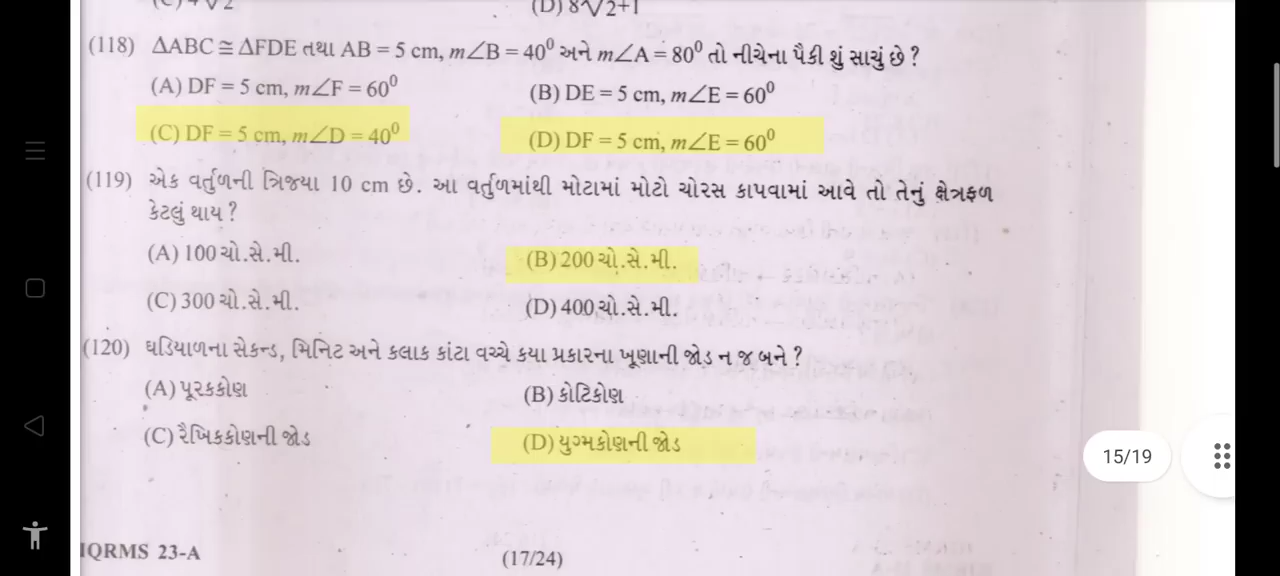 (D) 8√2+1
(118) ΔABC ≅ ΔFDE તથા AB = 5 cm, m∠B = 40⁰ અને m∠A = 80⁰ તો નીચેના પૈકી શું સાચું છે ?
(A) DF = 5 cm, m∠F = 60⁰
(B) DE = 5 cm, m∠E = 60⁰
(C) DF = 5 cm, m∠D = 40⁰
(D) DF = 5 cm, m∠E = 60⁰
(119) એક વર્તુળની ત્રિજ્યા 10 cm છે. આ વર્તુળમાંથી મોટામાં મોટો ચોરસ કાપવામાં આવે તો તેનું ક્ષેત્રફળ
કેટલું થાય ?
(A) 100 ચો.સે.મી.
(B) 200 ચો.સે.મી.
(C) 300 ચો.સે.મી.
(D) 400 ચો.સે.મી.
(120) ઘડિયાળના સેકન્ડ, મિનિટ અને કલાક કાંટા વચ્ચે કયા પ્રકારના ખૂણાની જોડ ન જ બને ?
(A) પૂરકકોણ
(B) કોટિકોણ
(C) રૈખિકકોણની જોડ
(D) યુગ્મકોણની જોડ
15/19
IQRMS 23-A
(17/24)